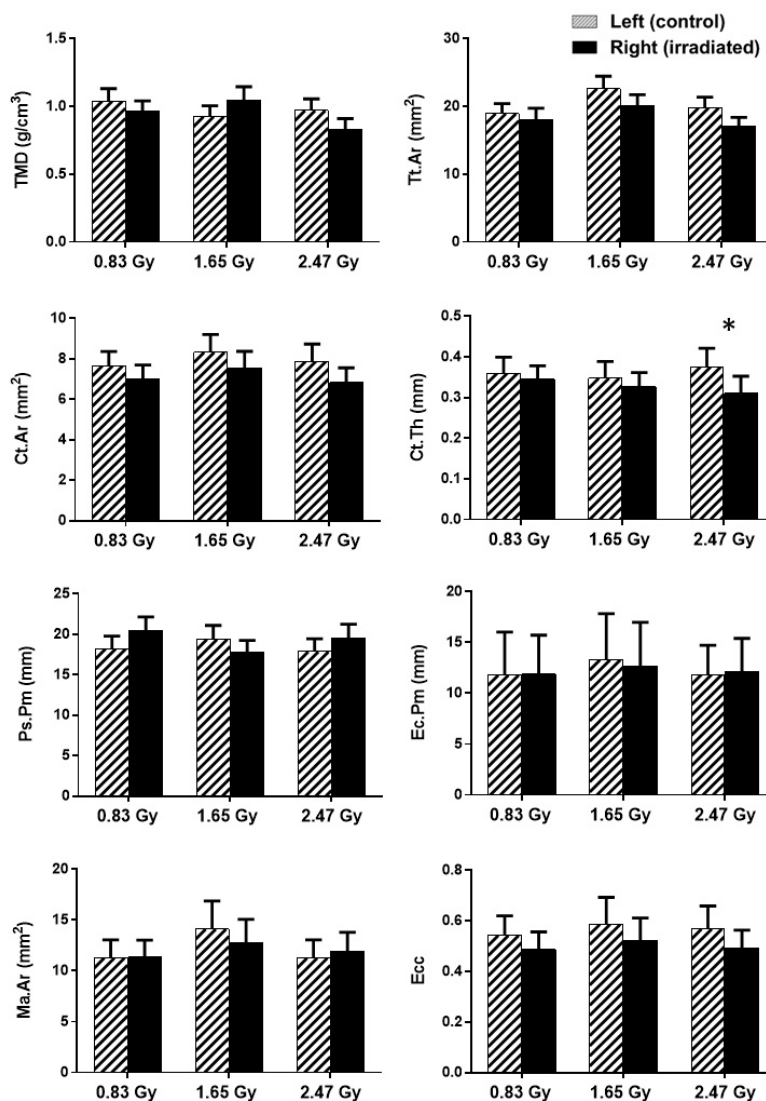 Left (control)
Right (irradiated)
TMD (g/cm³)
1.5
1.0
0.5
0.0
0.83 Gy 1.65 Gy 2.47 Gy
Tt.Ar (mm²)
30
20
10
0
0.83 Gy 1.65 Gy 2.47 Gy
Ct.Ar (mm²)
10
8
6
4
2
0
0.83 Gy 1.65 Gy 2.47 Gy
Ct.Th (mm)
0.5
0.4
0.3
0.2
0.1
0.0
*
0.83 Gy 1.65 Gy 2.47 Gy
Ps.Pm (mm)
25
20
15
10
5
0
0.83 Gy 1.65 Gy 2.47 Gy
Ec.Pm (mm)
20
15
10
5
0
0.83 Gy 1.65 Gy 2.47 Gy
Ma.Ar (mm²)
20
15
10
5
0
0.83 Gy 1.65 Gy 2.47 Gy
Ecc
0.8
0.6
0.4
0.2
0.0
0.83 Gy 1.65 Gy 2.47 Gy